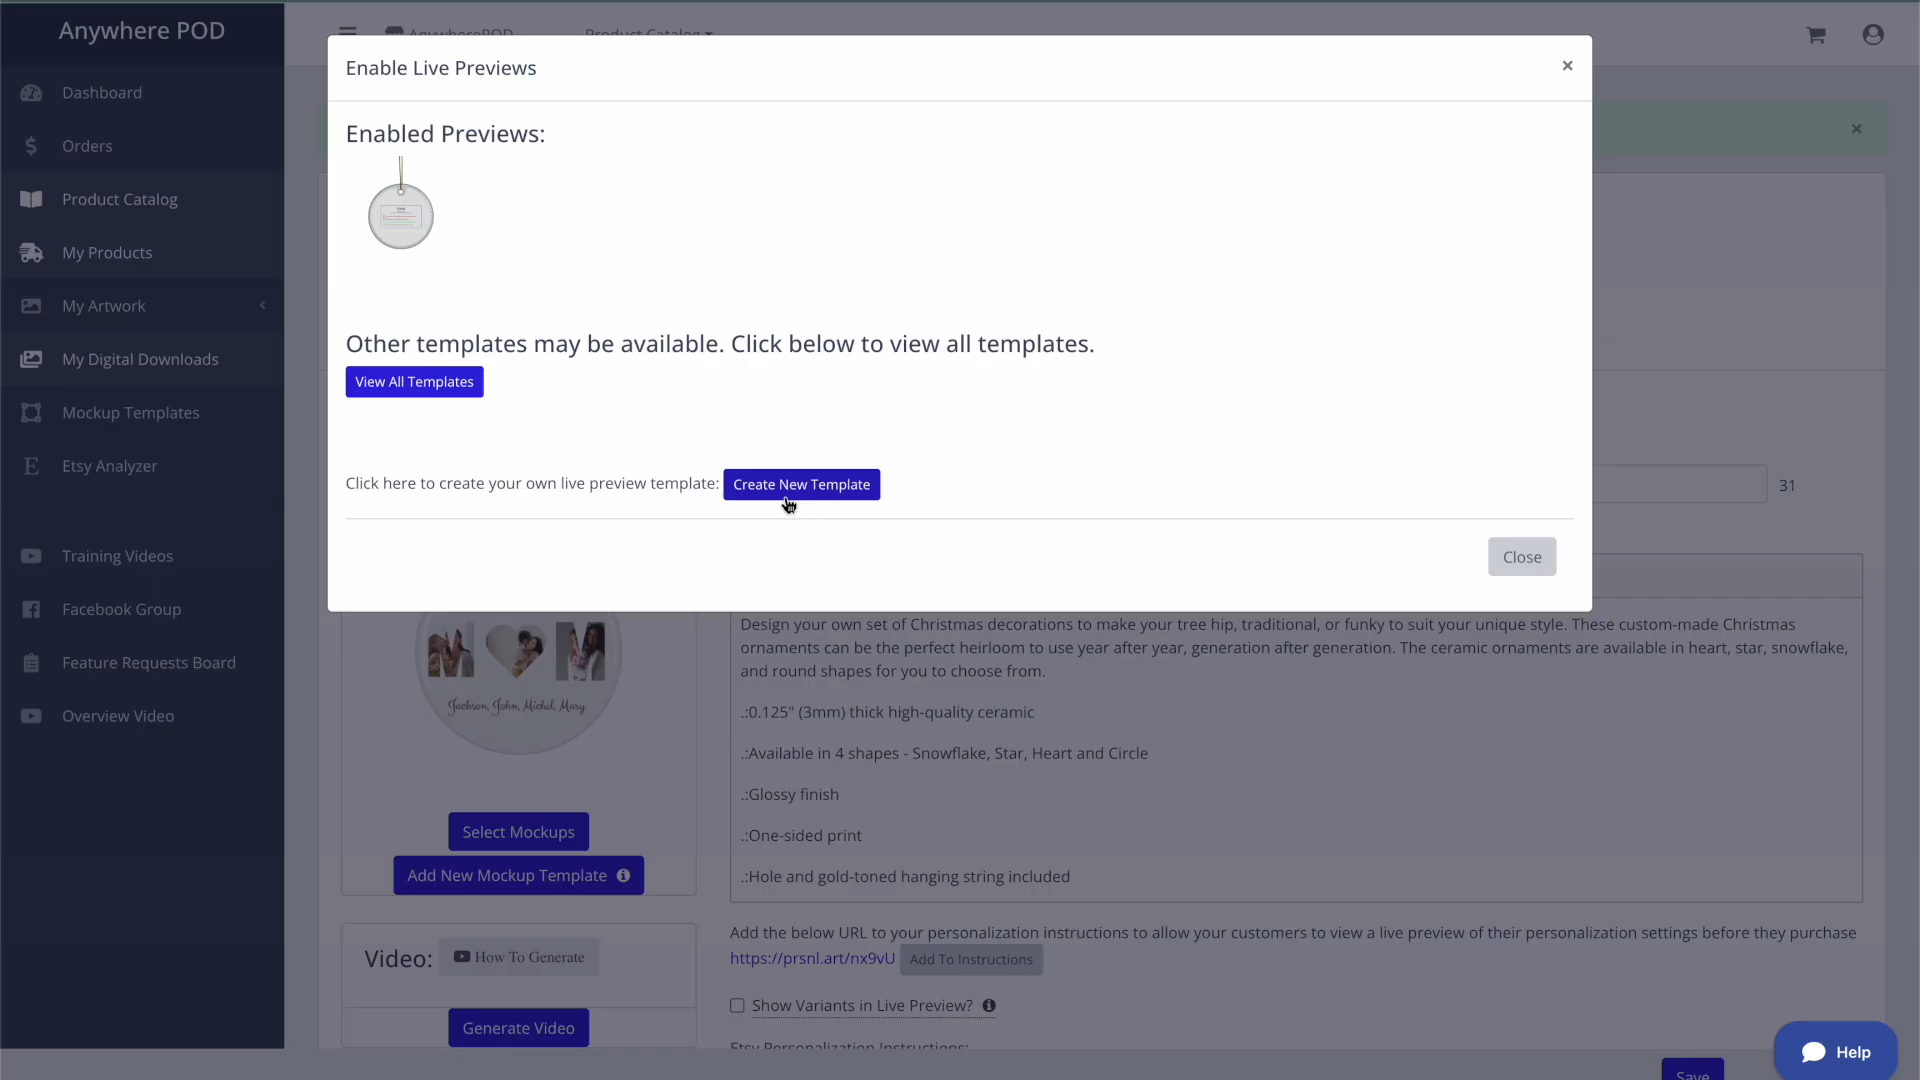 Anywhere POD
AnywherePOD
Product Catalog
Enable Live Previews
×
Dashboard
Orders
Product Catalog
My Products
My Artwork
My Digital Downloads
Mockup Templates
Etsy Analyzer
Training Videos
Facebook Group
Feature Requests Board
Overview Video
Enabled Previews:
×
Other templates may be available. Click below to view all templates.
View All Templates
Click here to create your own live preview template: Create New Template
31
Close
Jackson, John, Michel, Mary
Select Mockups
Add New Mockup Template
Video: How To Generate
Generate Video
Design your own set of Christmas decorations to make your tree hip, traditional, or funky to suit your unique style. These custom-made Christmas
ornaments can be the perfect heirloom to use year after year, generation after generation. The ceramic ornaments are available in heart, star, snowflake,
and round shapes for you to choose from.
.:0.125" (3mm) thick high-quality ceramic
.:Available in 4 shapes - Snowflake, Star, Heart and Circle
.:Glossy finish
.:One-sided print
.:Hole and gold-toned hanging string included
Add the below URL to your personalization instructions to allow your customers to view a live preview of their personalization settings before they purchase
https://prsnl.art/nx9vU Add To Instructions
Show Variants in Live Preview?
Etsy Personalization Instructions:
Save
Help